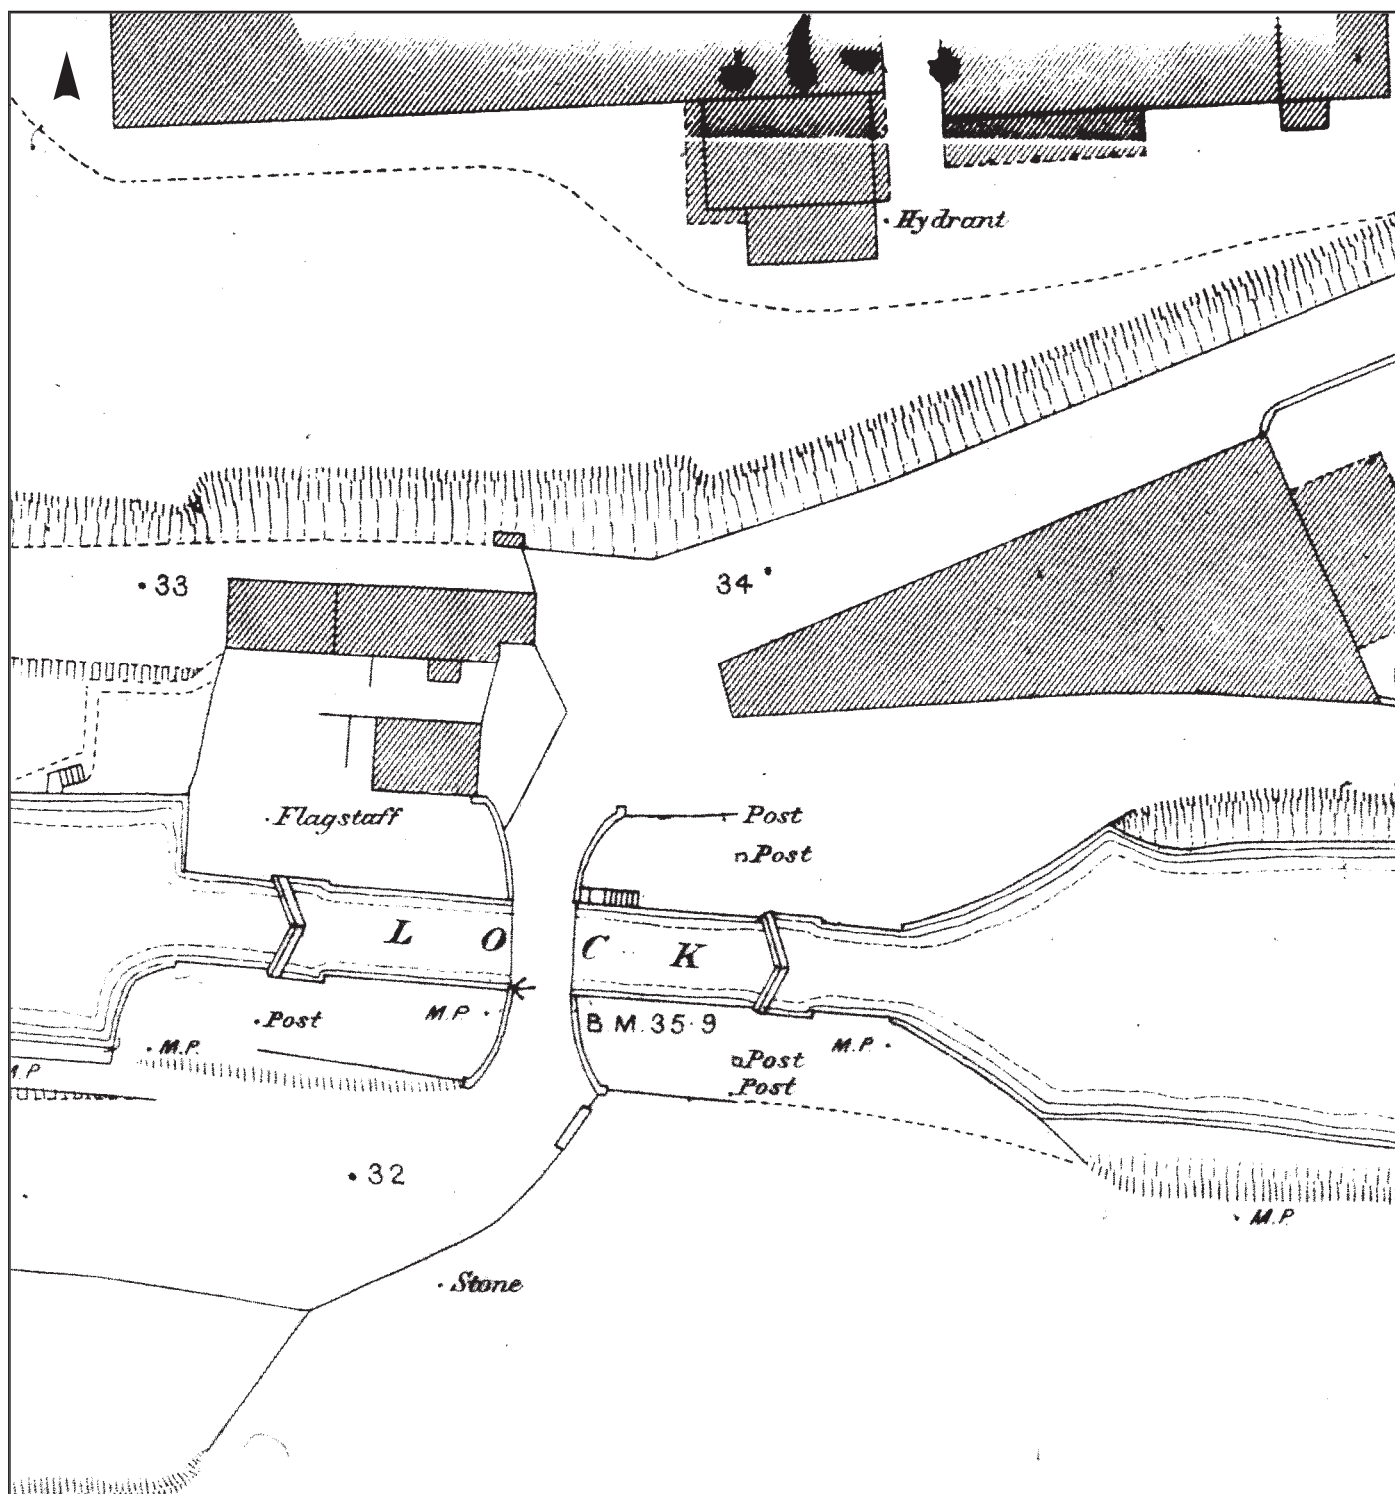 Hydrant
33
34
Flagstaff
Post
Post
L O C K
Post
M.P.
B M. 35·9
M.P.
M.P.
M.P.
Post
Post
32
M.P.
Stone